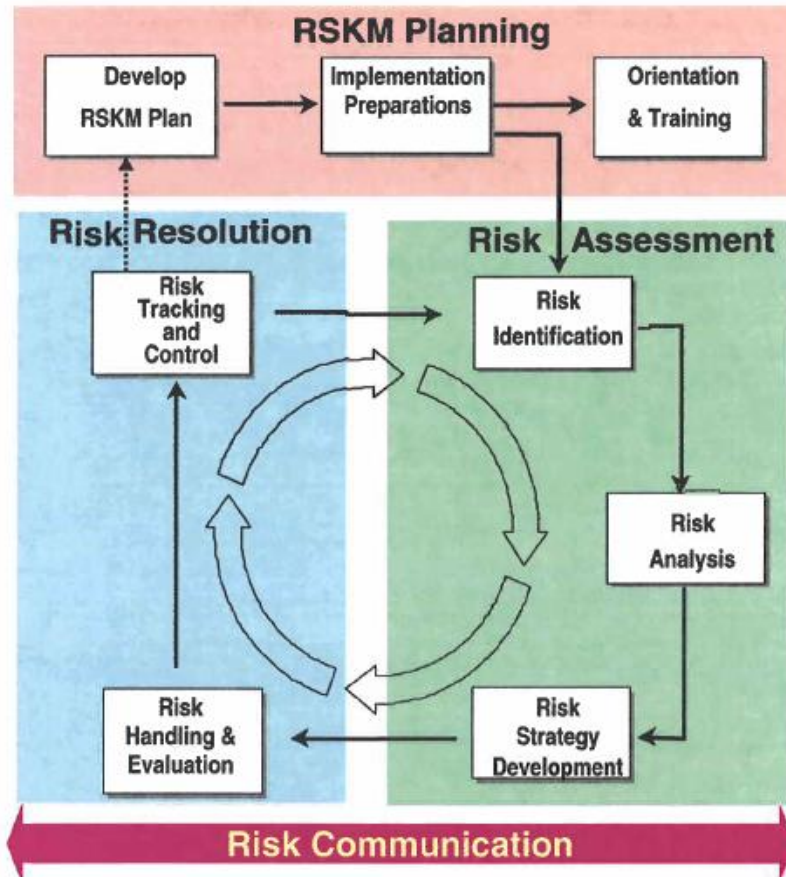 RSKM Planning
Develop
RSKM Plan
Implementation
Preparations
Orientation
& Training
Risk Resolution
Risk Assessment
Risk
Tracking
and
Control
Risk
Identification
Risk
Analysis
Risk
Handling &
Evaluation
Risk
Strategy
Development
Risk Communication